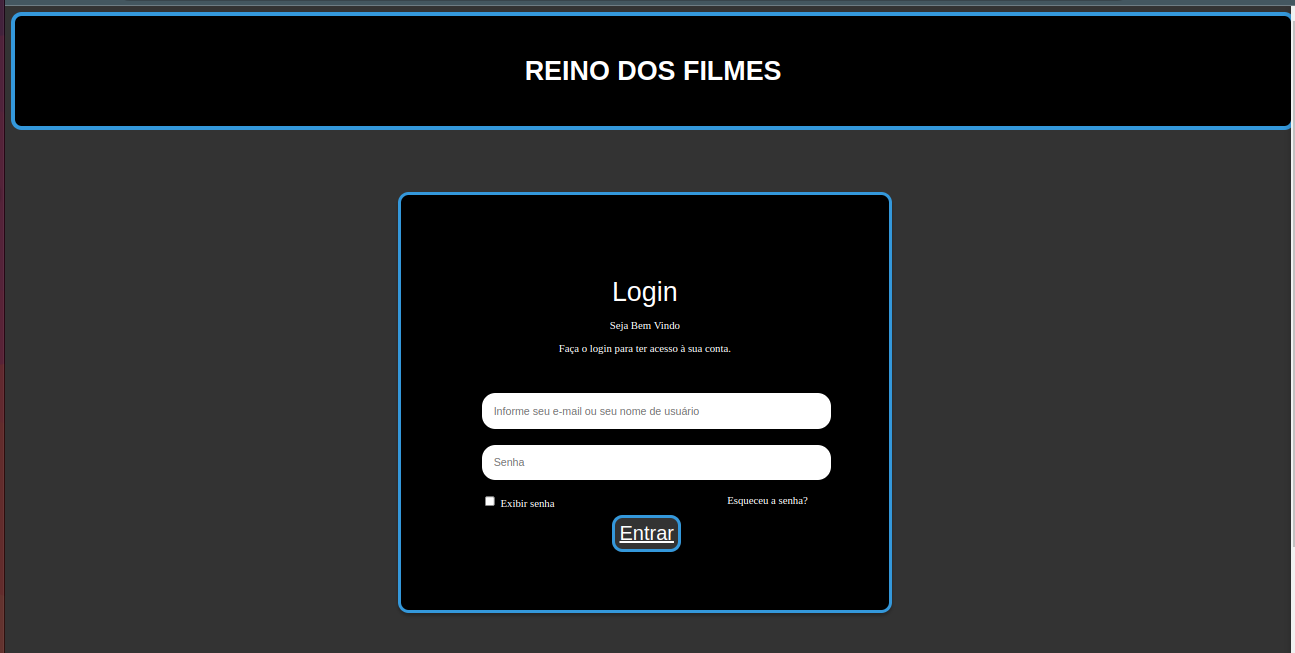 REINO DOS FILMES
Login
Seja Bem Vindo
Faça o login para ter acesso à sua conta.
Informe seu e-mail ou seu nome de usuário
Senha
Exibir senha
Esqueceu a senha?
Entrar